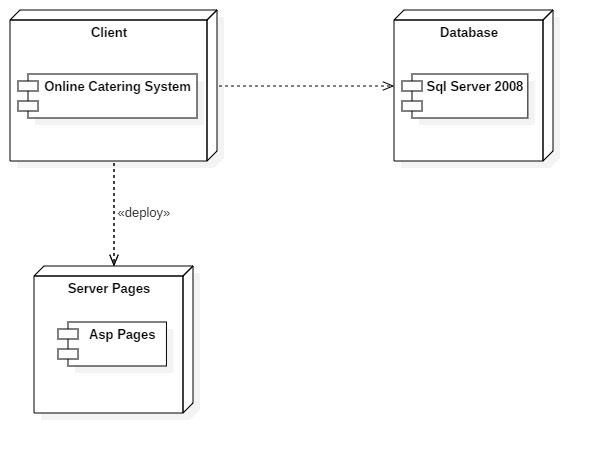 Client
Online Catering System
Database
Sql Server 2008
«deploy»
Server Pages
Asp Pages